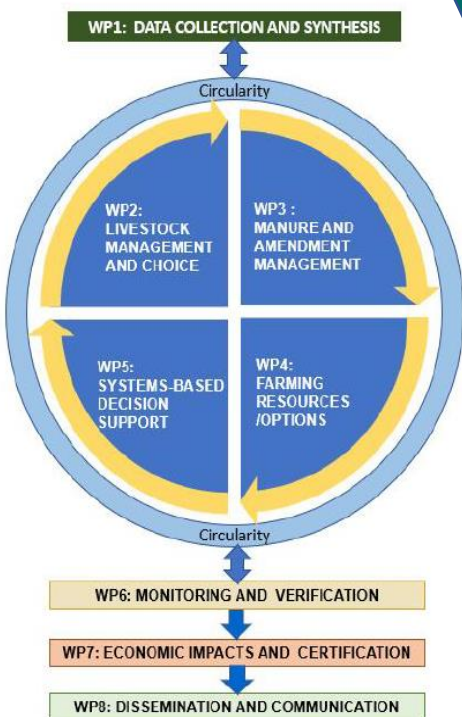 WP1: DATA COLLECTION AND SYNTHESIS
Circularity
WP2:
LIVESTOCK
MANAGEMENT
AND CHOICE
WP3 :
MANURE AND
AMENDMENT
MANAGEMENT
WP5:
SYSTEMS-BASED
DECISION
SUPPORT
WP4:
FARMING
RESOURCES
/OPTIONS
Circularity
WP6: MONITORING AND VERIFICATION
WP7: ECONOMIC IMPACTS AND CERTIFICATION
WP8: DISSEMINATION AND COMMUNICATION